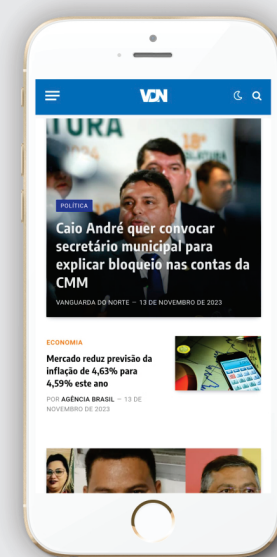 VDN
TURA
18ª
POLÍTICA
Caio André quer convocar
secretário municipal para
explicar bloqueio nas contas da
CMM
VANGUARDA DO NORTE — 13 DE NOVEMBRO DE 2023
ECONOMIA
Mercado reduz previsão da
inflação de 4,63% para
4,59% este ano
POR AGÊNCIA BRASIL — 13 DE
NOVEMBRO DE 2023